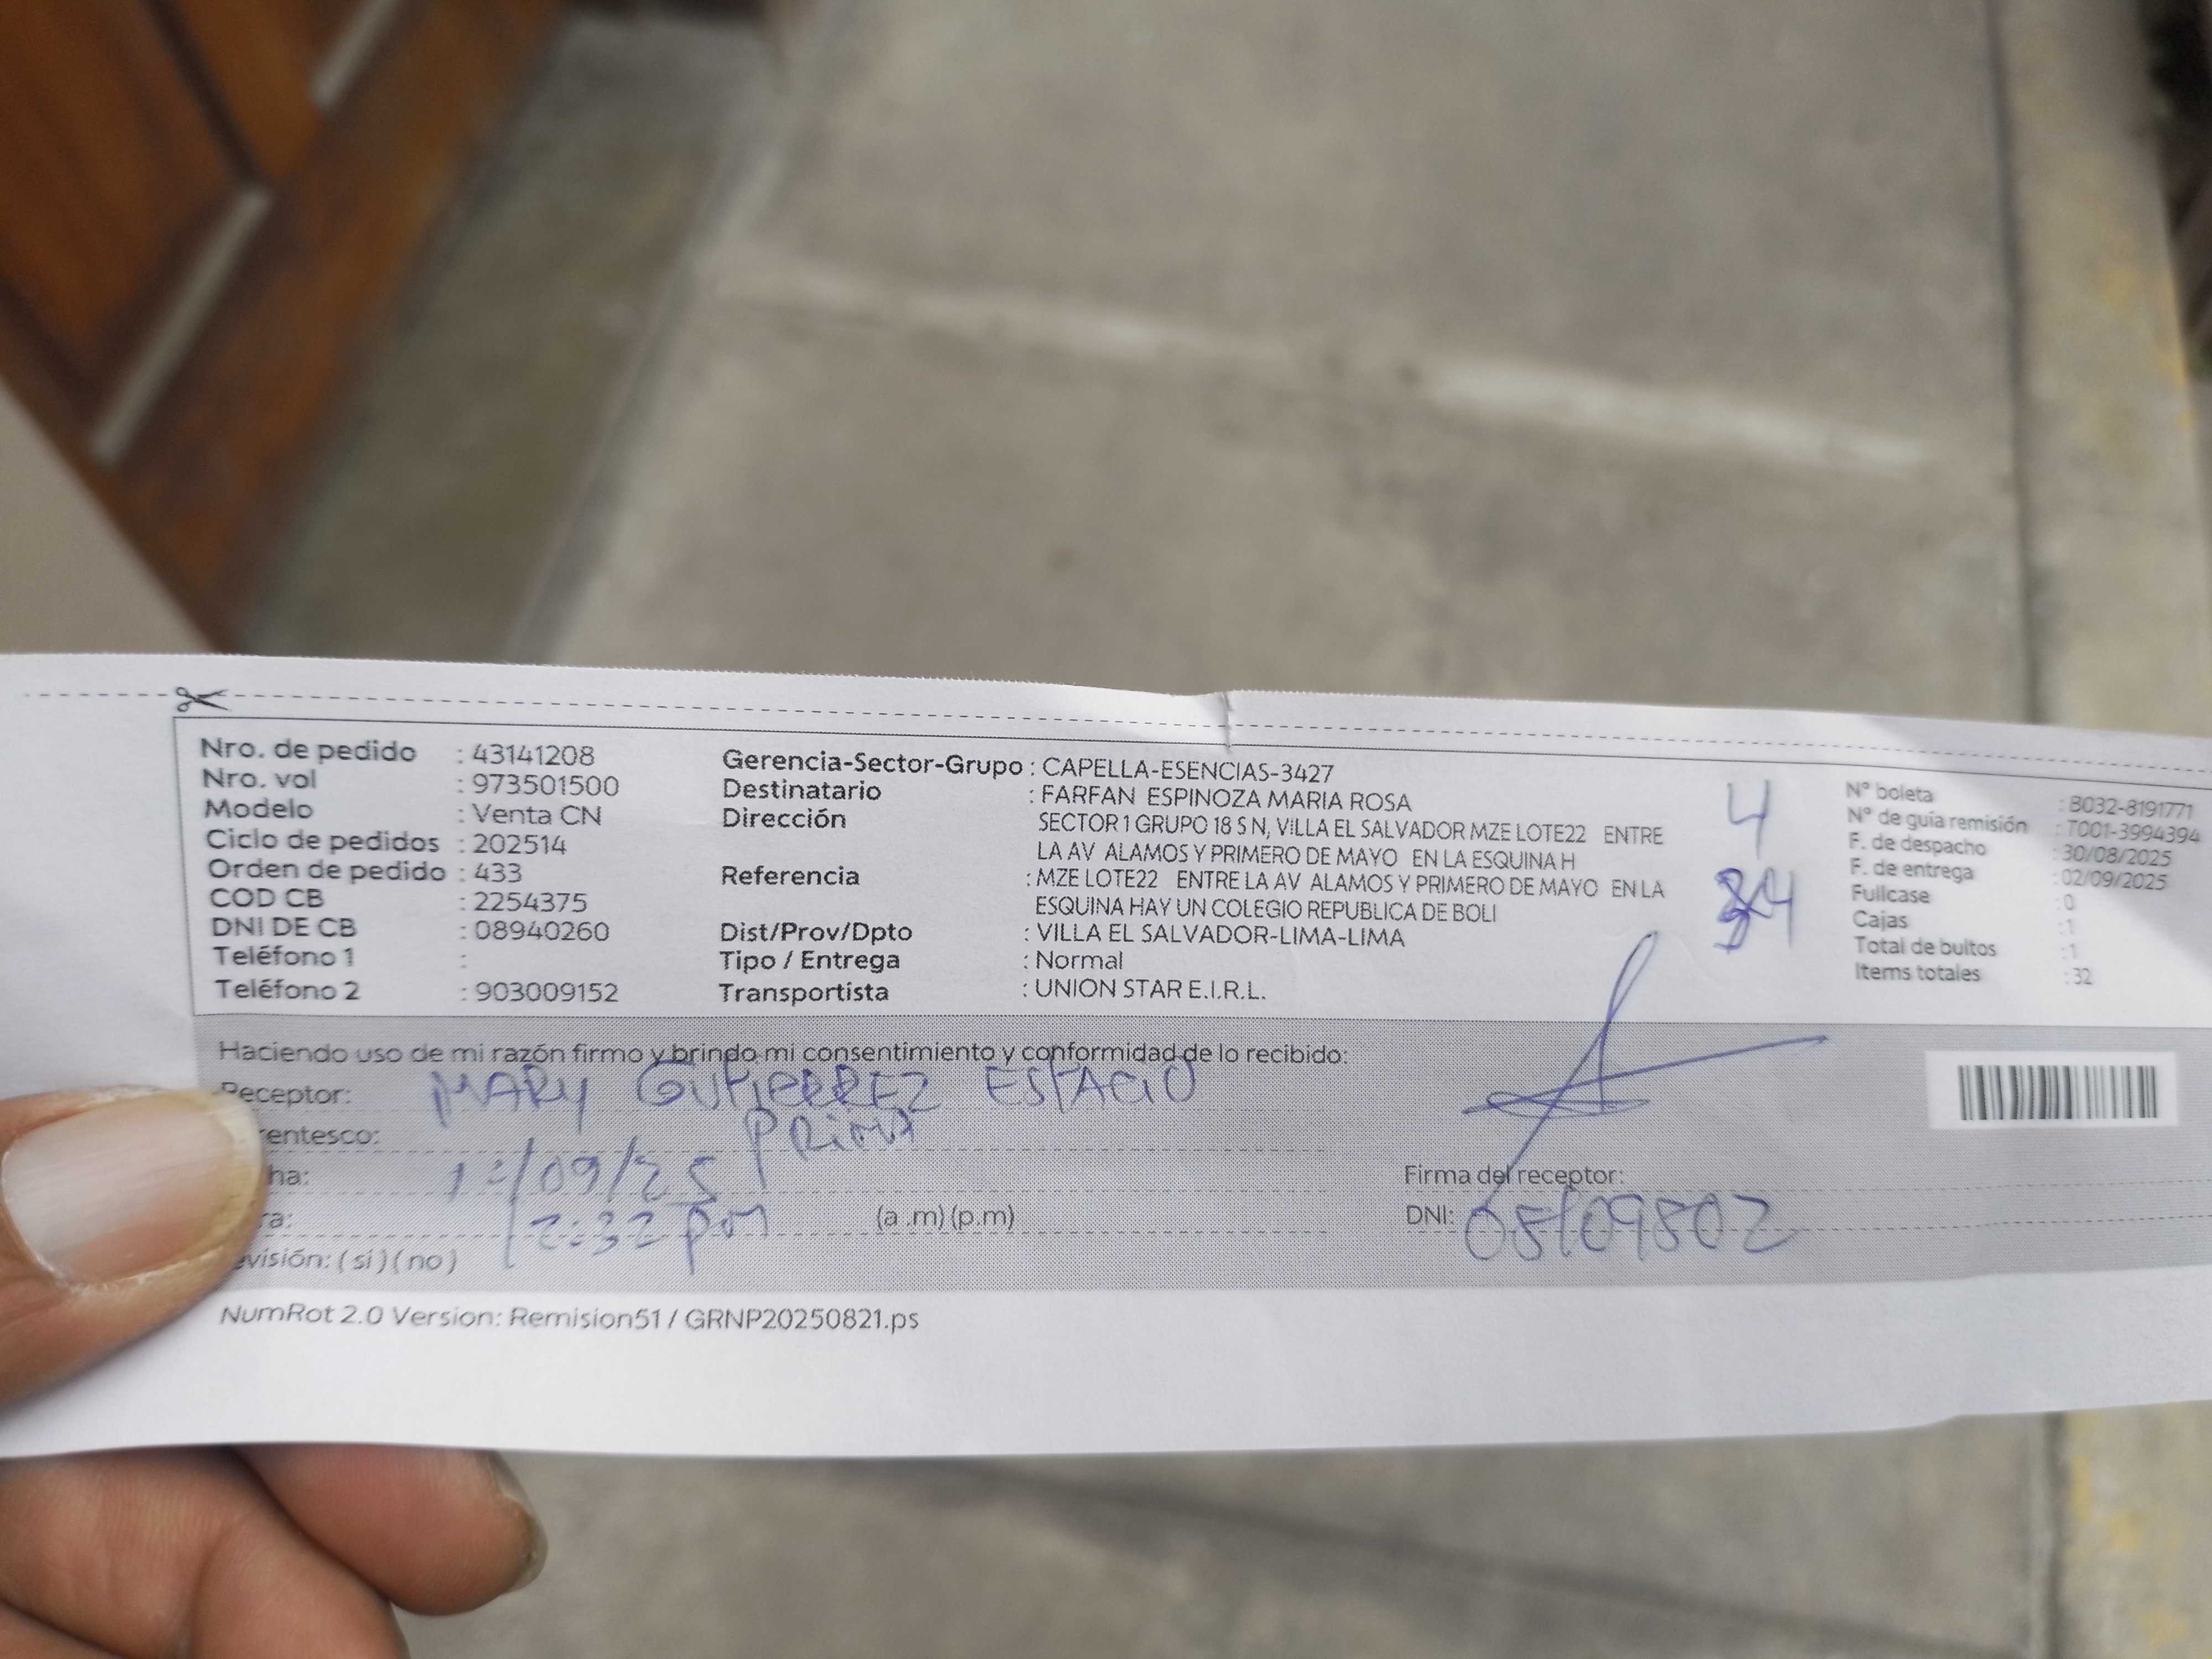 Nro. de pedido : 43141208
Nro. vol : 973501500
Modelo : Venta CN
Ciclo de pedidos : 202514
Orden de pedido : 433
COD CB : 2254375
DNI DE CB : 08940260
Teléfono 1 :
Teléfono 2 : 903009152
Gerencia-Sector-Grupo : CAPELLA-ESENCIAS-3427
Destinatario : FARFAN ESPINOZA MARIA ROSA
Dirección SECTOR 1 GRUPO 18 S N, VILLA EL SALVADOR MZE LOTE22 ENTRE
LA AV ALAMOS Y PRIMERO DE MAYO EN LA ESQUINA H
Referencia : MZE LOTE22 ENTRE LA AV ALAMOS Y PRIMERO DE MAYO EN LA
ESQUINA HAY UN COLEGIO REPUBLICA DE BOLI
Dist/Prov/Dpto : VILLA EL SALVADOR-LIMA-LIMA
Tipo / Entrega : Normal
Transportista : UNION STAR E.I.R.L.
4
N° boleta : B032-8191771
N° de guía remisión : T001-3994394
F. de despacho : 30/08/2025
F. de entrega : 02/09/2025
Fullcase : 0
Cajas : 1
Total de bultos : 1
Items totales : 32
Haciendo uso de mi razón firmo y brindo mi consentimiento y conformidad de lo recibido:
Receptor: MARY GUTIERREZ ESTACIO
rentesco: PRIMA
ha: /09/25
ra: 2:32 pm (a .m) (p.m)
evisión: ( si ) ( no )
Firma del receptor:
DNI:
NumRot 2.0 Version: Remision51 / GRNP20250821.ps